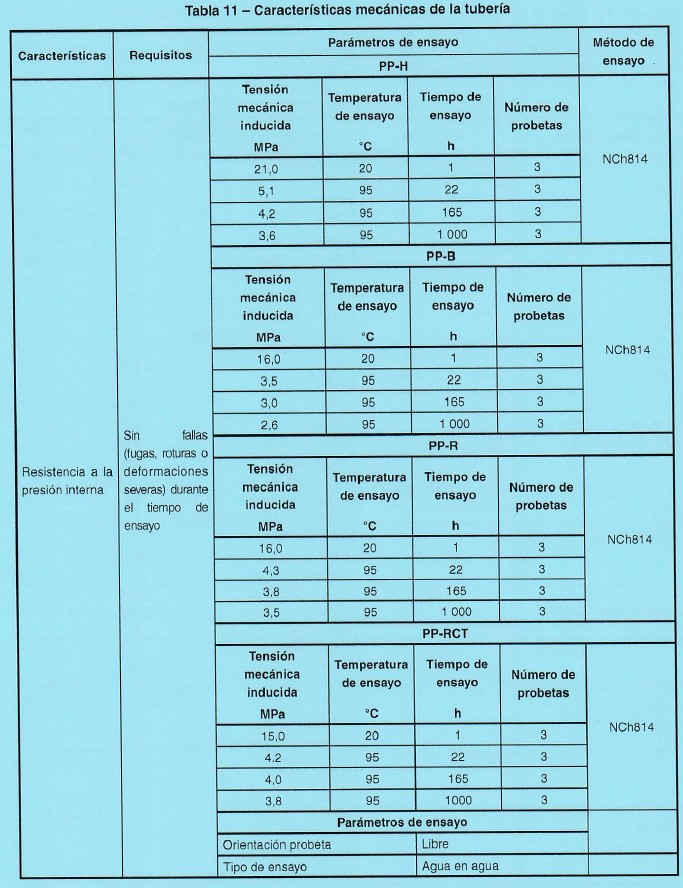 Tabla 11 – Características mecánicas de la tubería
Características
Requisitos
Parámetros de ensayo
Método de
ensayo
PP-H
Resistencia a la
presión interna
Sin fallas
(fugas, roturas o
deformaciones
severas) durante
el tiempo de
ensayo
Tensión
mecánica
inducida
MPa
Temperatura
de ensayo
°C
Tiempo de
ensayo
h
Número de
probetas
NCh814
21,0 20 1 3
5,1 95 22 3
4,2 95 165 3
3,6 95 1 000 3
PP-B
Tensión
mecánica
inducida
MPa
Temperatura
de ensayo
°C
Tiempo de
ensayo
h
Número de
probetas
NCh814
16,0 20 1 3
3,5 95 22 3
3,0 95 165 3
2,6 95 1 000 3
PP-R
Tensión
mecánica
inducida
MPa
Temperatura
de ensayo
°C
Tiempo de
ensayo
h
Número de
probetas
NCh814
16,0 20 1 3
4,3 95 22 3
3,8 95 165 3
3,5 95 1 000 3
PP-RCT
Tensión
mecánica
inducida
MPa
Temperatura
de ensayo
°C
Tiempo de
ensayo
h
Número de
probetas
NCh814
15,0 20 1 3
4.2 95 22 3
4,0 95 165 3
3,8 95 1000 3
Parámetros de ensayo
Orientación probeta Libre
Tipo de ensayo Agua en agua